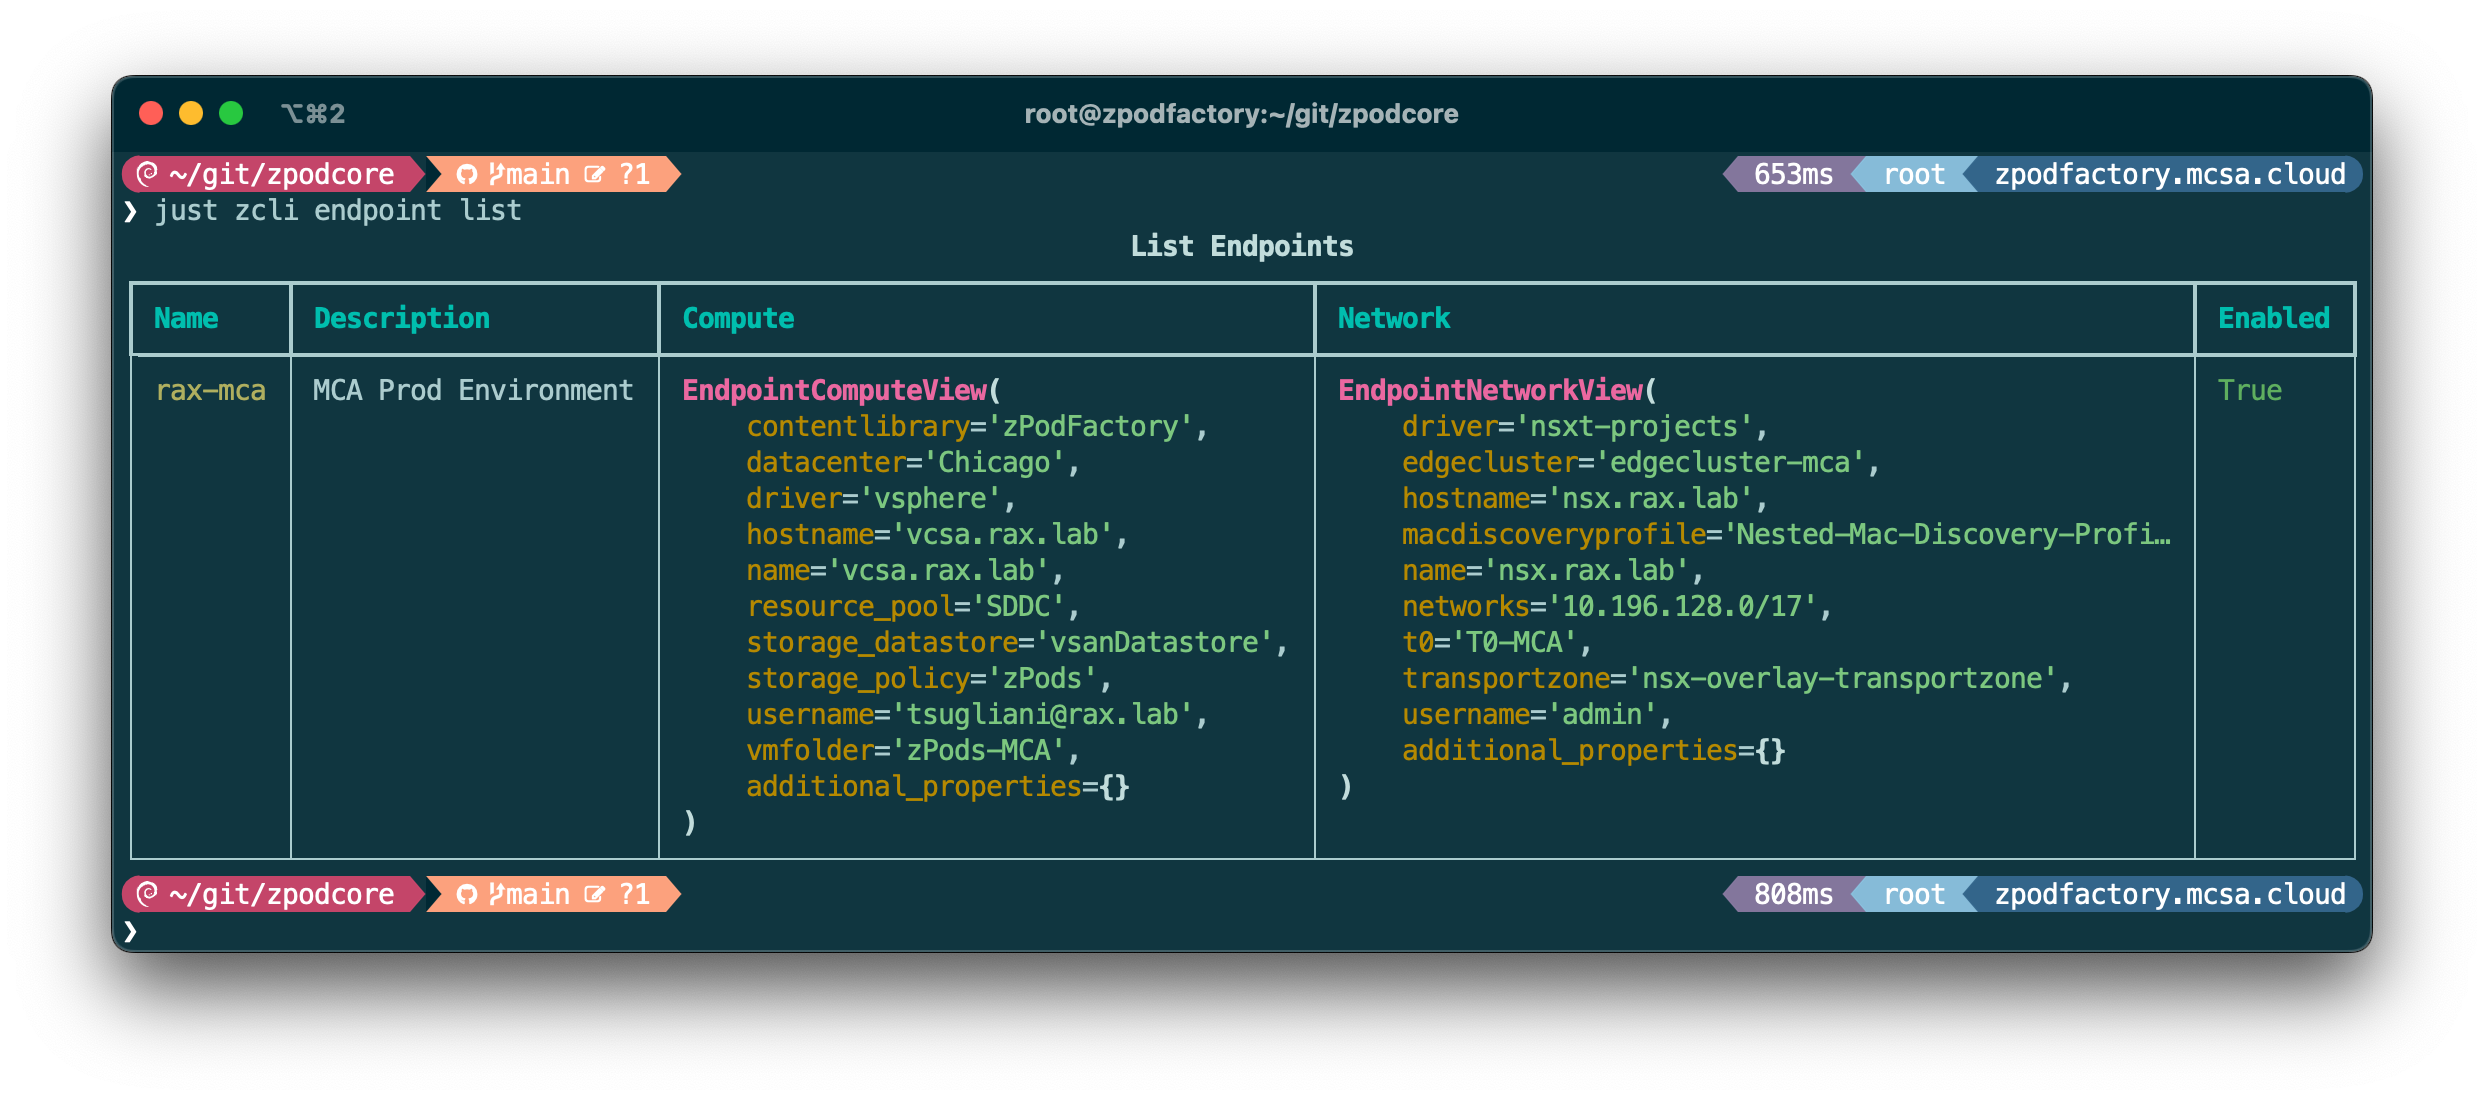 ⌥⌘2 root@zpodfactory:~/git/zpodcore
~/git/zpodcore main ?1 653ms root zpodfactory.mcsa.cloud
❯ just zcli endpoint list
List Endpoints
Name Description Compute Network Enabled
rax-mca MCA Prod Environment EndpointComputeView( EndpointNetworkView( True
contentlibrary='zPodFactory', driver='nsxt-projects',
datacenter='Chicago', edgecluster='edgecluster-mca',
driver='vsphere', hostname='nsx.rax.lab',
hostname='vcsa.rax.lab', macdiscoveryprofile='Nested-Mac-Discovery-Profi…
name='vcsa.rax.lab', name='nsx.rax.lab',
resource_pool='SDDC', networks='10.196.128.0/17',
storage_datastore='vsanDatastore', t0='T0-MCA',
storage_policy='zPods', transportzone='nsx-overlay-transportzone',
username='tsugliani@rax.lab', username='admin',
vmfolder='zPods-MCA', additional_properties={}
additional_properties={} )
)
~/git/zpodcore main ?1 808ms root zpodfactory.mcsa.cloud
❯